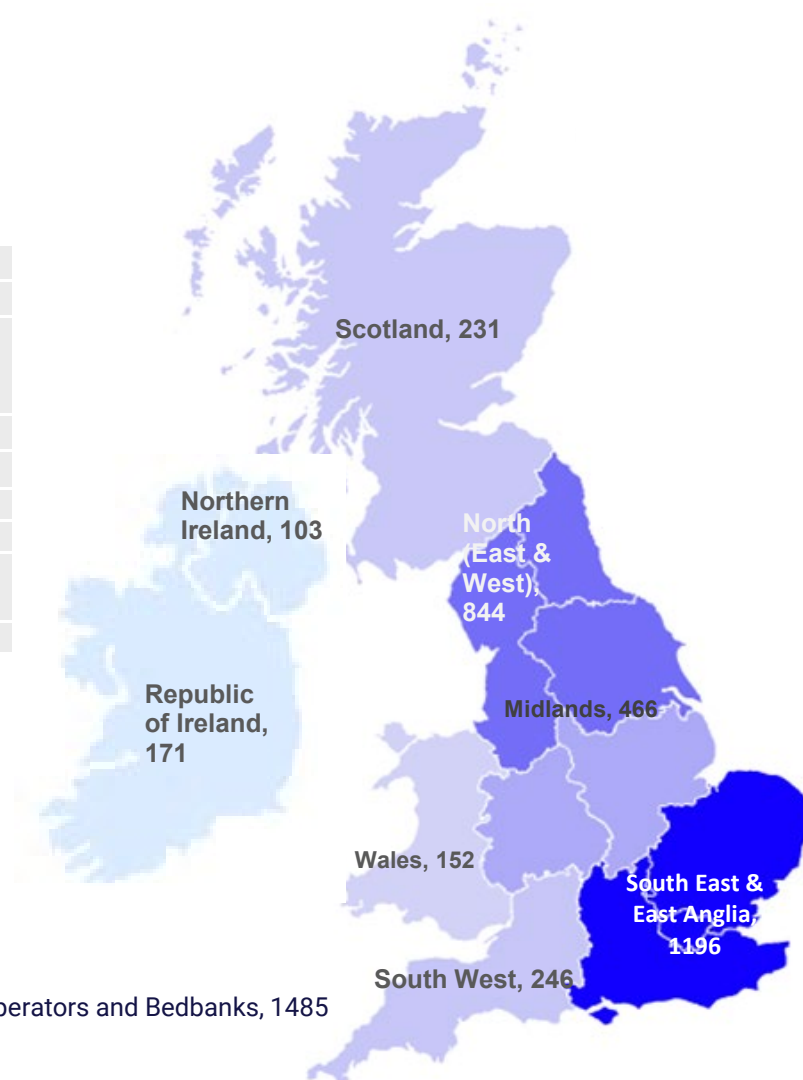 Scotland, 231
Northern
Ireland, 103
North
(East &
West),
844
Republic
of Ireland,
171
Midlands, 466
Wales, 152
South East &
East Anglia,
1196
South West, 246
perators and Bedbanks, 1485